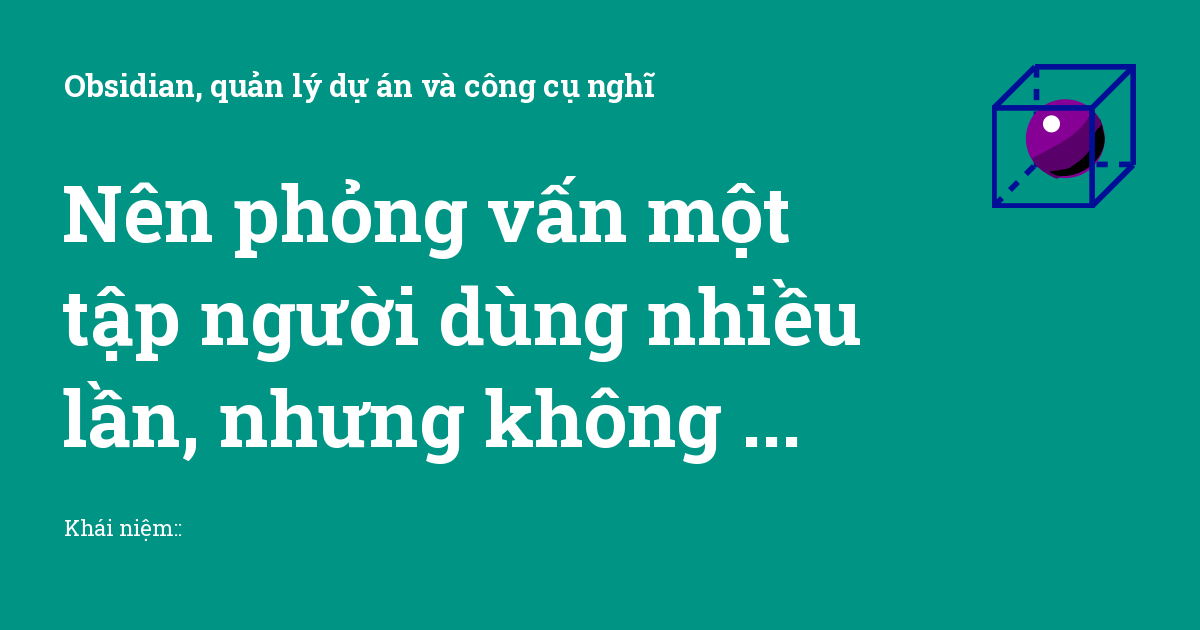 Obsidian, quản lý dự án và công cụ nghĩ
Nên phỏng vấn một
tập người dùng nhiều
lần, nhưng không ...
Khái niệm::